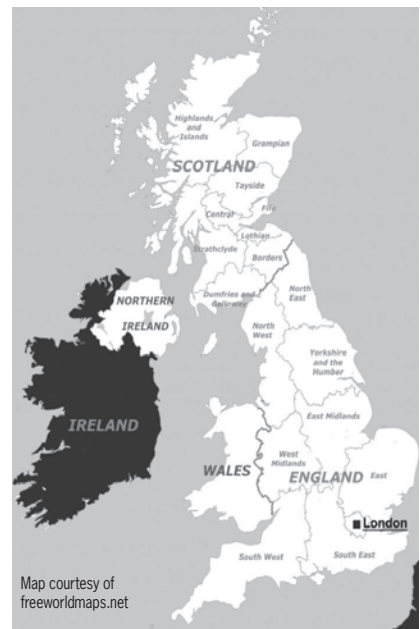 Highlands
and
Islands
Grampian
SCOTLAND
Tayside
Central
Fife
Lothian
Strathclyde
Borders
Dumfries and
Galloway
NORTHERN
IRELAND
North
East
North
West
Yorkshire
and the
Humber
IRELAND
East Midlands
WALES
West
Midlands
ENGLAND
East
London
South West
South East
Map courtesy of
freeworldmaps.net